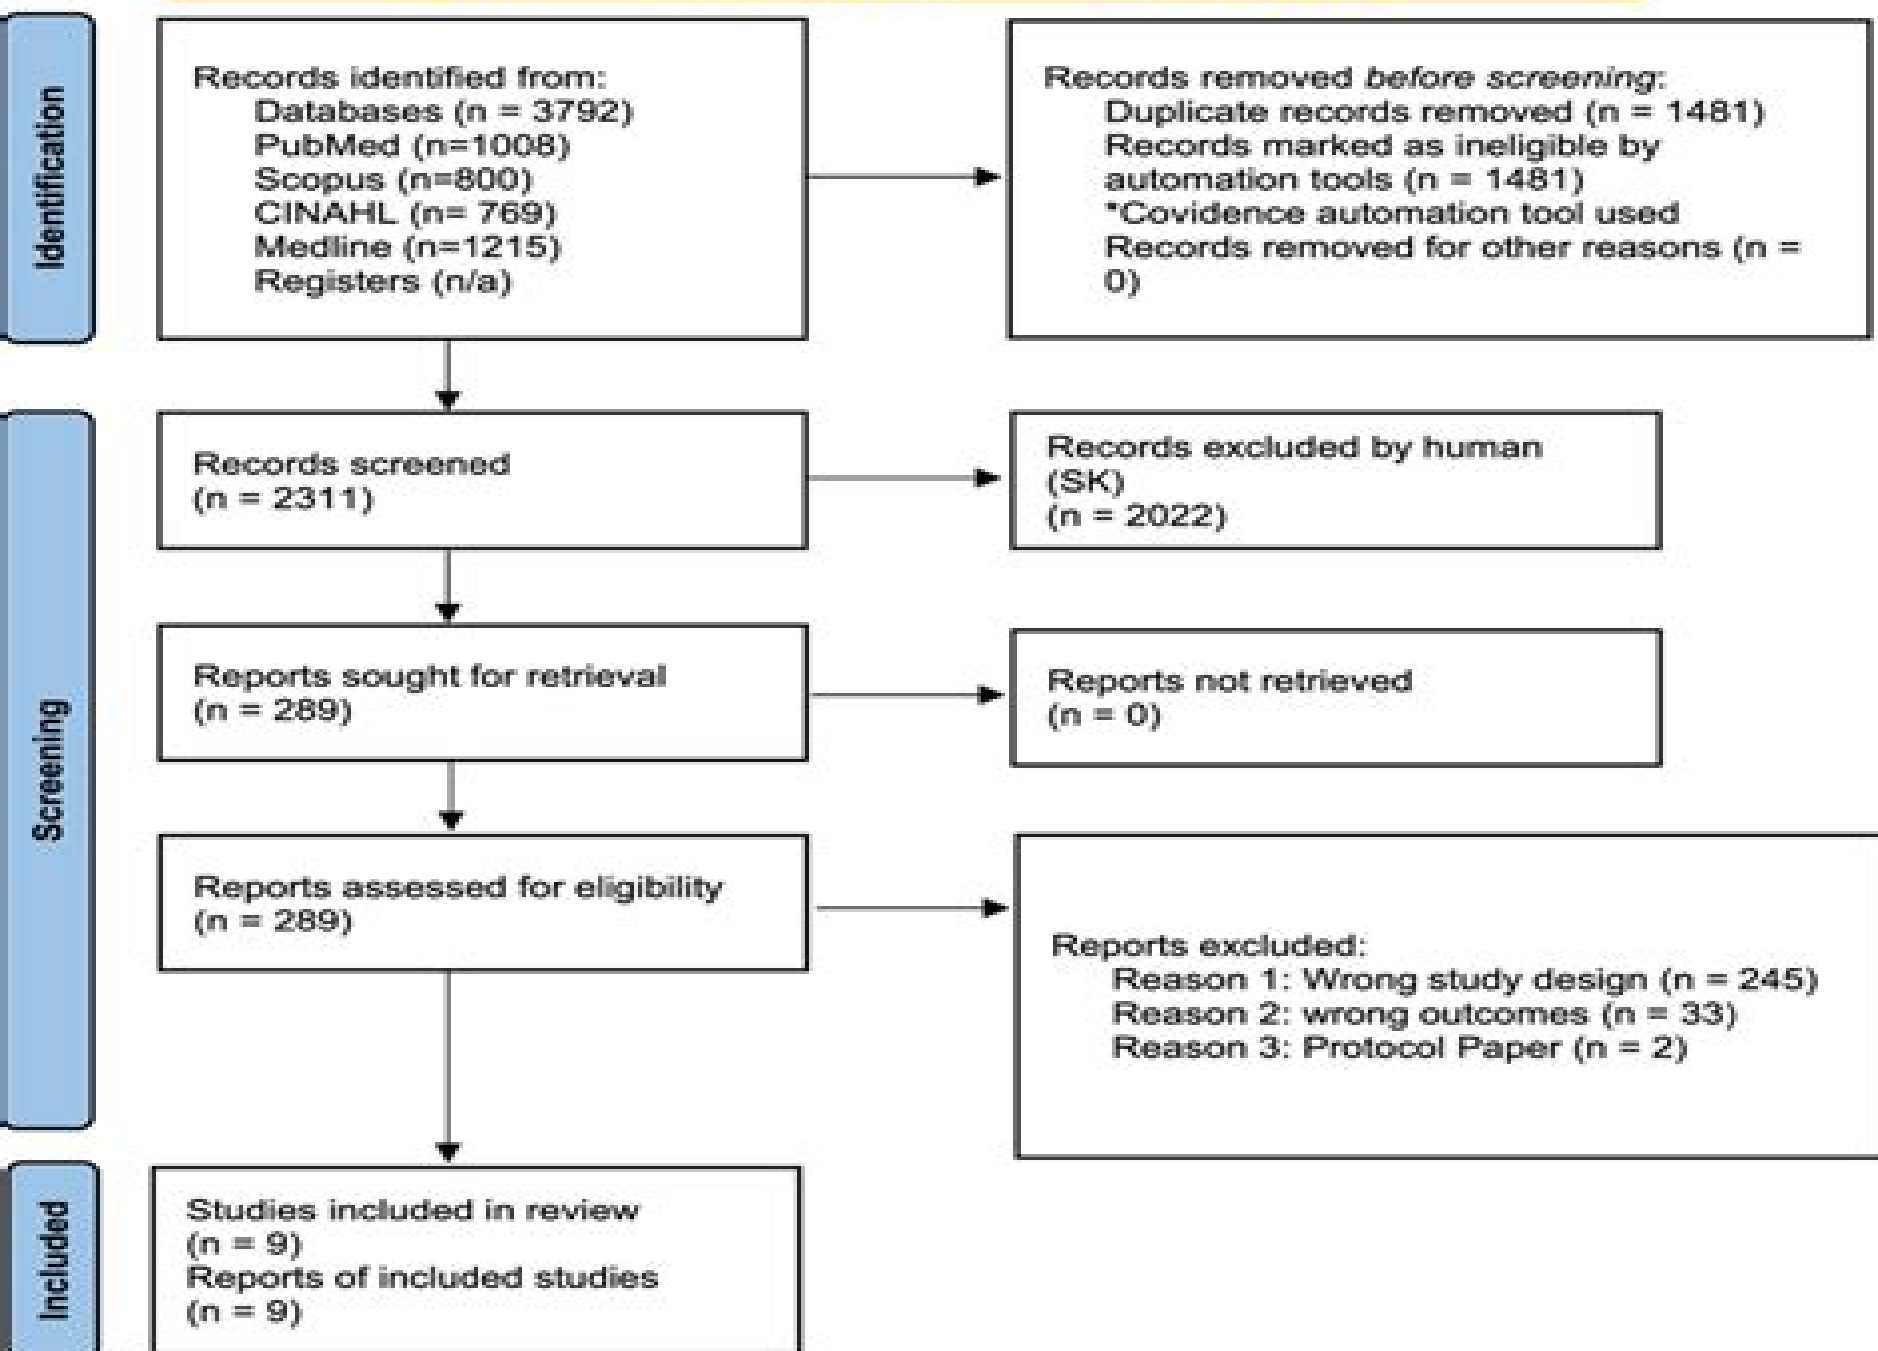 Identification
Records identified from:
Databases (n = 3792)
PubMed (n=1008)
Scopus (n=800)
CINAHL (n= 769)
Medline (n=1215)
Registers (n/a)
Records removed before screening:
Duplicate records removed (n = 1481)
Records marked as ineligible by
automation tools (n = 1481)
*Covidence automation tool used
Records removed for other reasons (n =
0)
Screening
Records screened
(n = 2311)
Records excluded by human
(SK)
(n = 2022)
Reports sought for retrieval
(n = 289)
Reports not retrieved
(n = 0)
Reports assessed for eligibility
(n = 289)
Reports excluded:
Reason 1: Wrong study design (n = 245)
Reason 2: wrong outcomes (n = 33)
Reason 3: Protocol Paper (n = 2)
Included
Studies included in review
(n = 9)
Reports of included studies
(n = 9)